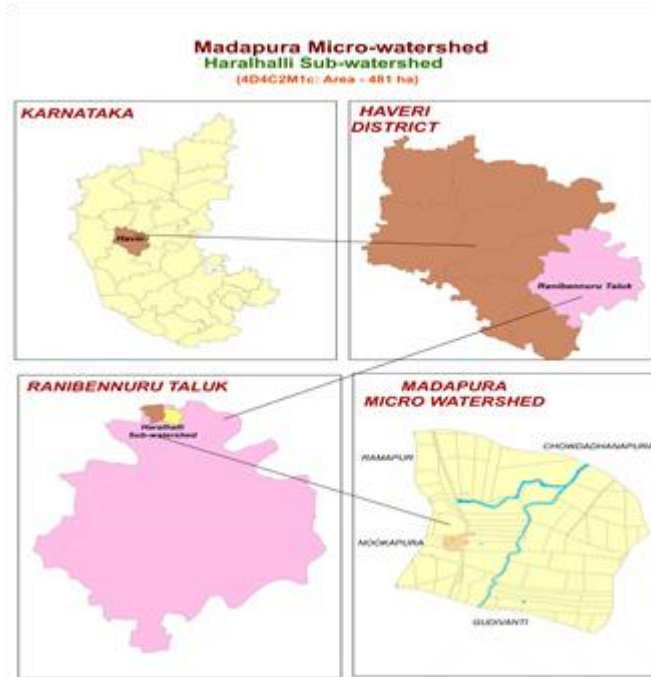 Madapura Micro-watershed
Haralhalli Sub-watershed
(4D4C2M1c: Area - 481 ha)
KARNATAKA
Haveri
HAVERI
DISTRICT
Ranibennuru Taluk
RANIBENNURU TALUK
Haralhalli
Sub-watershed
MADAPURA
MICRO WATERSHED
CHOWDADHANAPURA
RAMAPUR
NOOKAPURA
GUDIVANTI